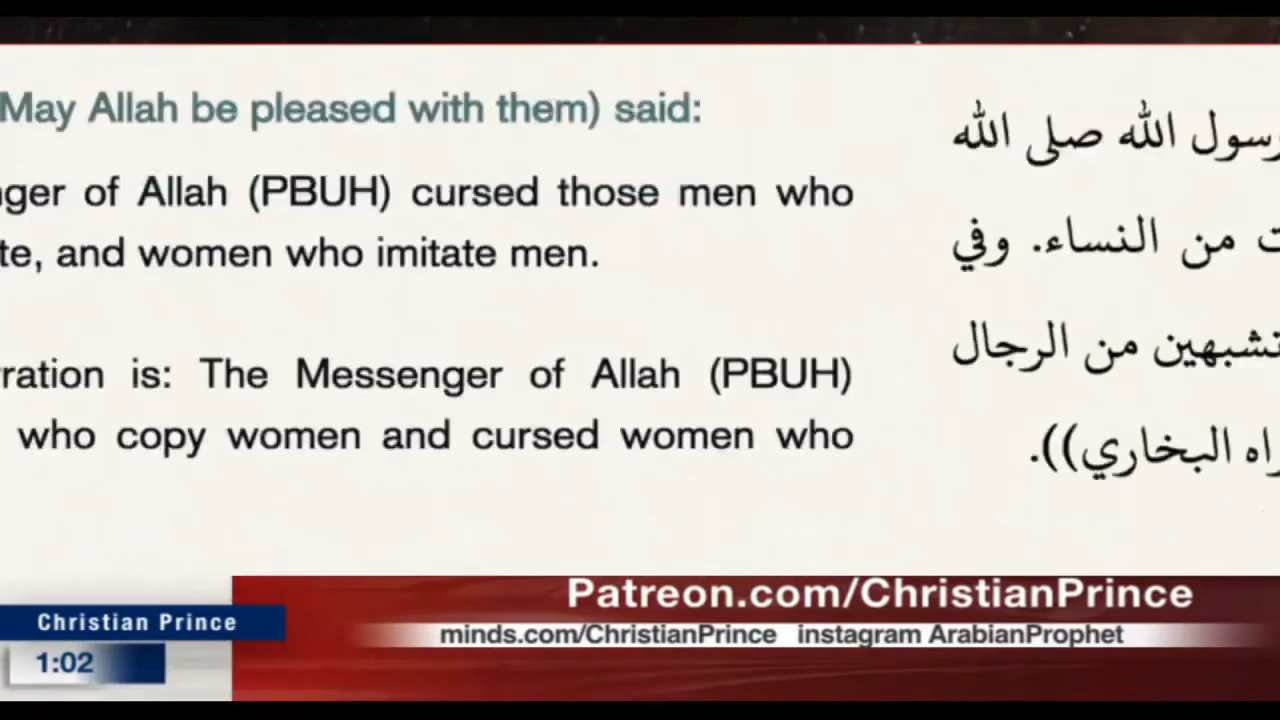 May Allah be pleased with them) said:
nger of Allah (PBUH) cursed those men who
te, and women who imitate men.
rration is: The Messenger of Allah (PBUH)
who copy women and cursed women who
رسول الله صلى الله
ت من النساء. وفي
تشبهين من الرجال
راه البخاري)).
Patreon.com/ChristianPrince
Christian Prince
minds.com/ChristianPrince instagram ArabianProphet
1:02